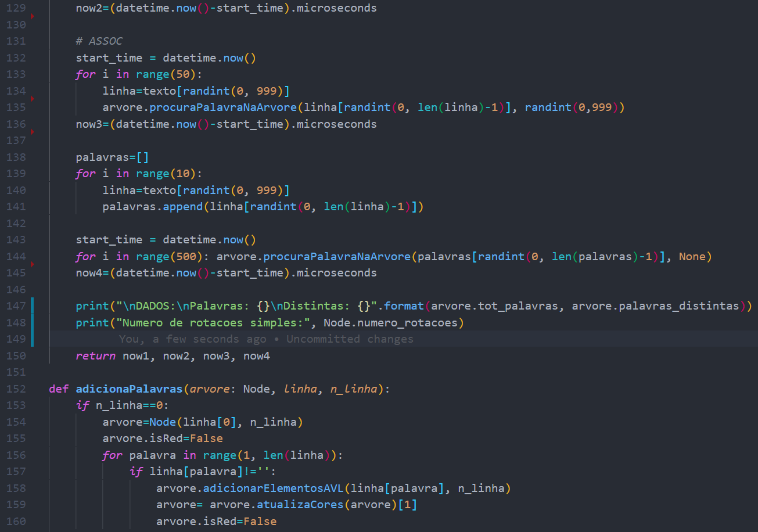 129 now2=(datetime.now()-start_time).microseconds
130
131 # ASSOC
132 start_time = datetime.now()
133 for i in range(50):
134 linha=texto[randint(0, 999)]
135 arvore.procuraPalavraNaArvore(linha[randint(0, len(linha)-1)], randint(0,999))
136 now3=(datetime.now()-start_time).microseconds
137
138 palavras=[]
139 for i in range(10):
140 linha=texto[randint(0, 999)]
141 palavras.append(linha[randint(0, len(linha)-1)])
142
143 start_time = datetime.now()
144 for i in range(500): arvore.procuraPalavraNaArvore(palavras[randint(0, len(palavras)-1)], None)
145 now4=(datetime.now()-start_time).microseconds
146
147 print("\nDADOS:\nPalavras: {}\nDistintas: {}".format(arvore.tot_palavras, arvore.palavras_distintas))
148 print("Numero de rotacoes simples:", Node.numero_rotacoes)
149 You, a few seconds ago • Uncommitted changes
150 return now1, now2, now3, now4
151
152 def adicionaPalavras(arvore: Node, linha, n_linha):
153 if n_linha==0:
154 arvore=Node(linha[0], n_linha)
155 arvore.isRed=False
156 for palavra in range(1, len(linha)):
157 if linha[palavra]!='':
158 arvore.adicionarElementosAVL(linha[palavra], n_linha)
159 arvore= arvore.atualizaCores(arvore)[1]
160 arvore.isRed=False